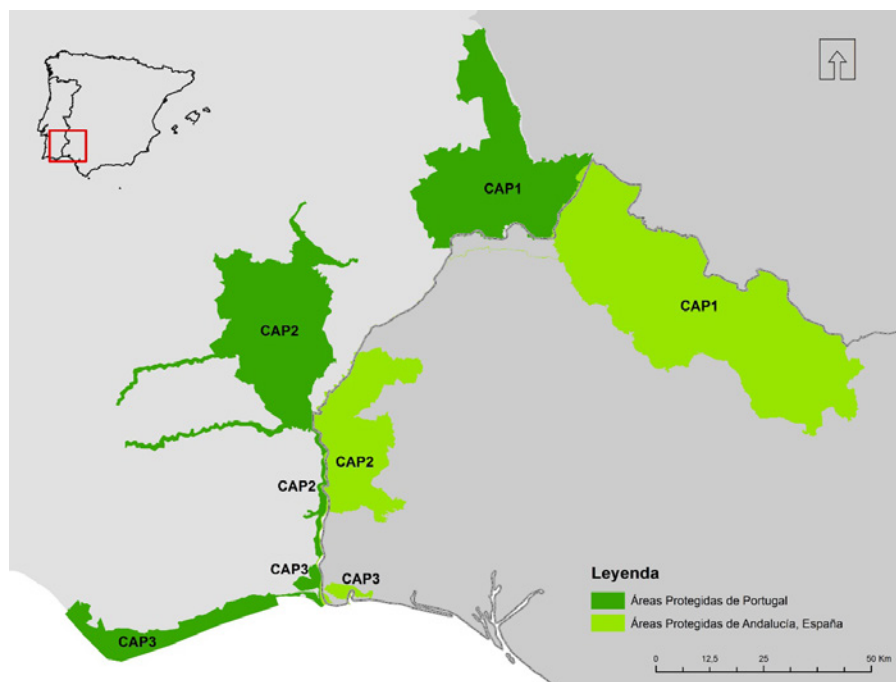 CAP1
CAP1
CAP2
CAP2
CAP2
CAP3
CAP3
CAP3
Leyenda
Áreas Protegidas de Portugal
Áreas Protegidas de Andalucía, España
0 12,5 25 50 Km